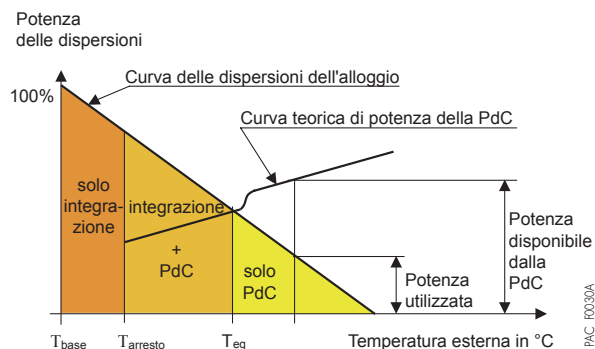 Potenza
delle dispersioni
100%
Curva delle dispersioni dell'alloggio
Curva teorica di potenza della PdC
solo
integra-
zione
integrazione
+
PdC
solo
PdC
Potenza
utilizzata
Potenza
disponibile
dalla
PdC
Tbase
Tarresto
Teq
Temperatura esterna in °C
PAC F0030A